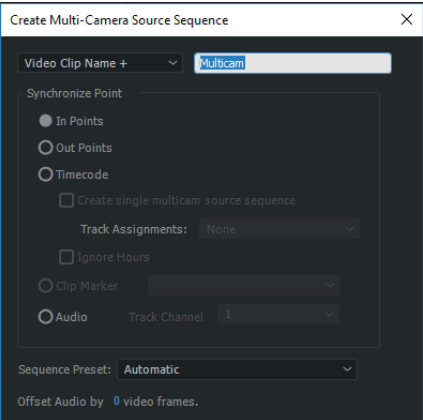 Create Multi-Camera Source Sequence
Video Clip Name + Multicam
Synchronize Point
In Points
Out Points
Timecode
Create single multicam source sequence
Track Assignments: None
Ignore Hours
Clip Marker
Audio Track Channel 1
Sequence Preset: Automatic
Offset Audio by 0 video frames.